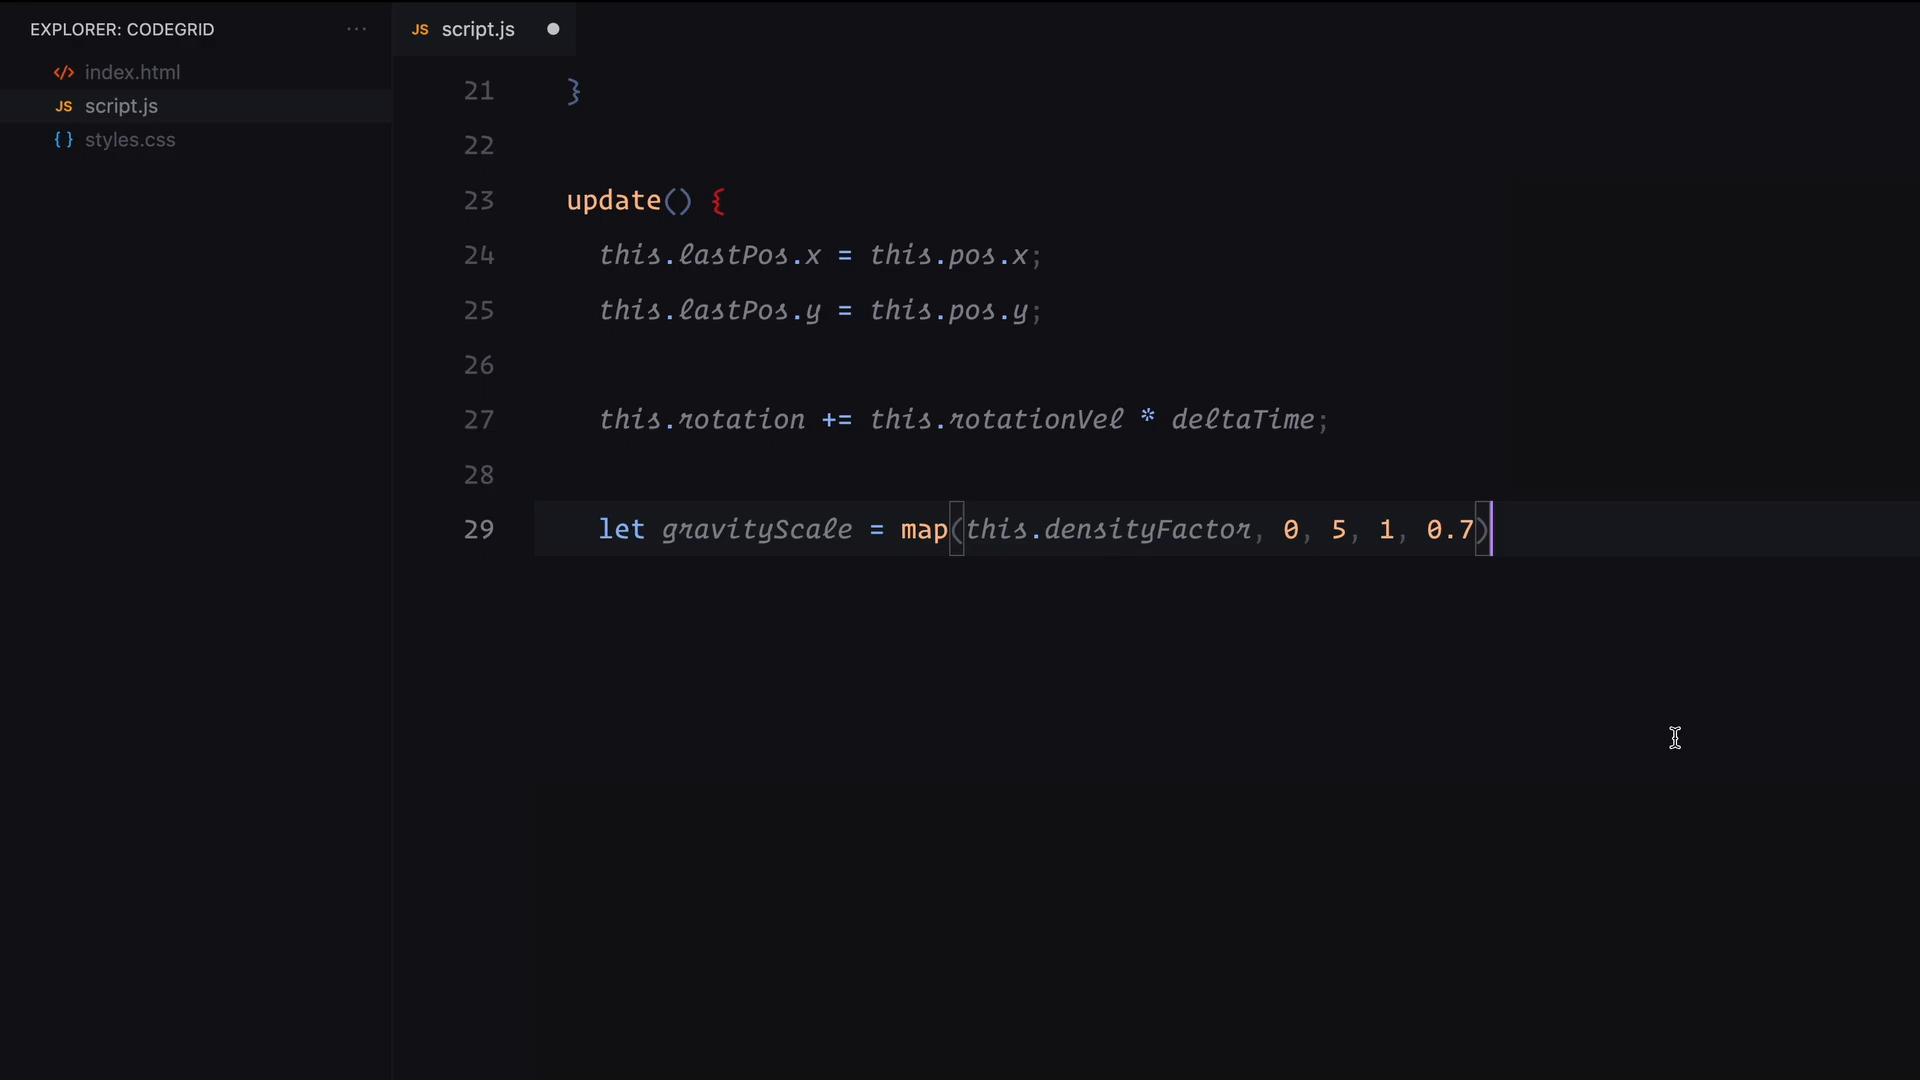 EXPLORER: CODEGRID ...
</> index.html
JS script.js
{ } styles.css
JS script.js
21 }
22
23 update() {
24 this.lastPos.x = this.pos.x;
25 this.lastPos.y = this.pos.y;
26
27 this.rotation += this.rotationVel * deltaTime;
28
29 let gravityScale = map(this.densityFactor, 0, 5, 1, 0.7)